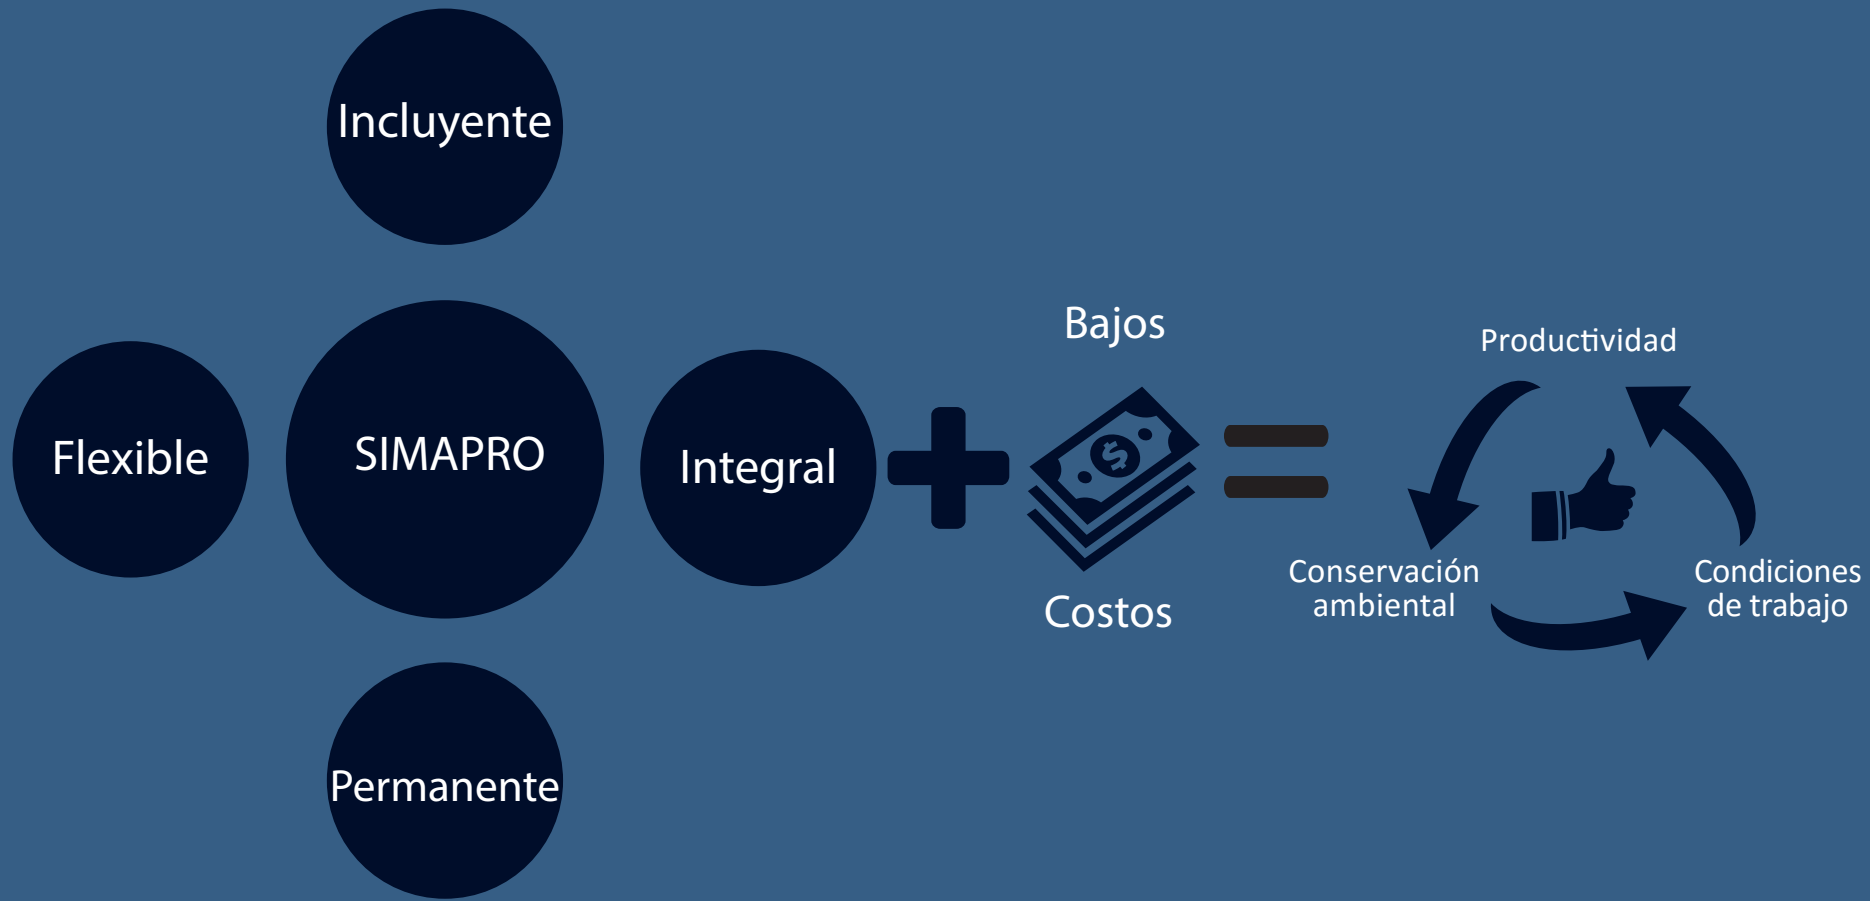 Incluyente
Flexible
SIMAPRO
Integral
Permanente
Bajos
$
Costos
Productividad
Conservación
ambiental
Condiciones
de trabajo